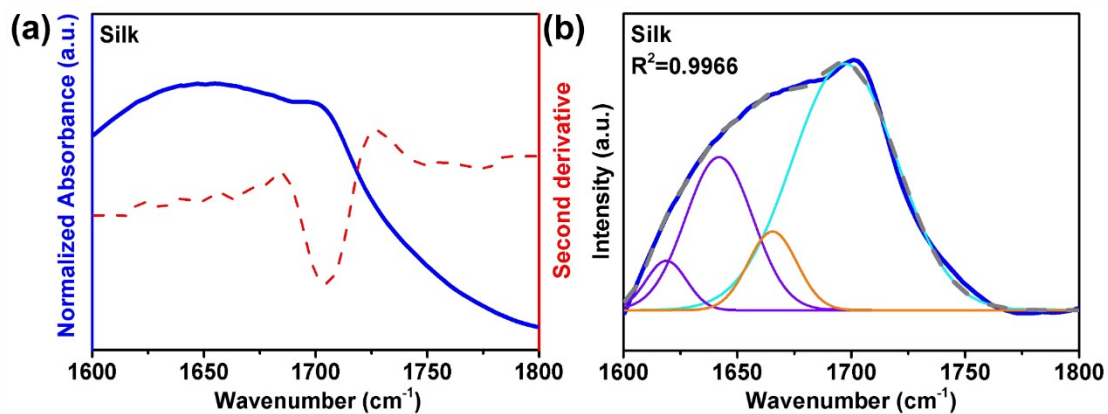 (a)
Silk
Normalized Absorbance (a.u.)
Second derivative
1600 1650 1700 1750 1800
Wavenumber (cm⁻¹)
(b)
Silk
R²=0.9966
Intensity (a.u.)
1600 1650 1700 1750 1800
Wavenumber (cm⁻¹)